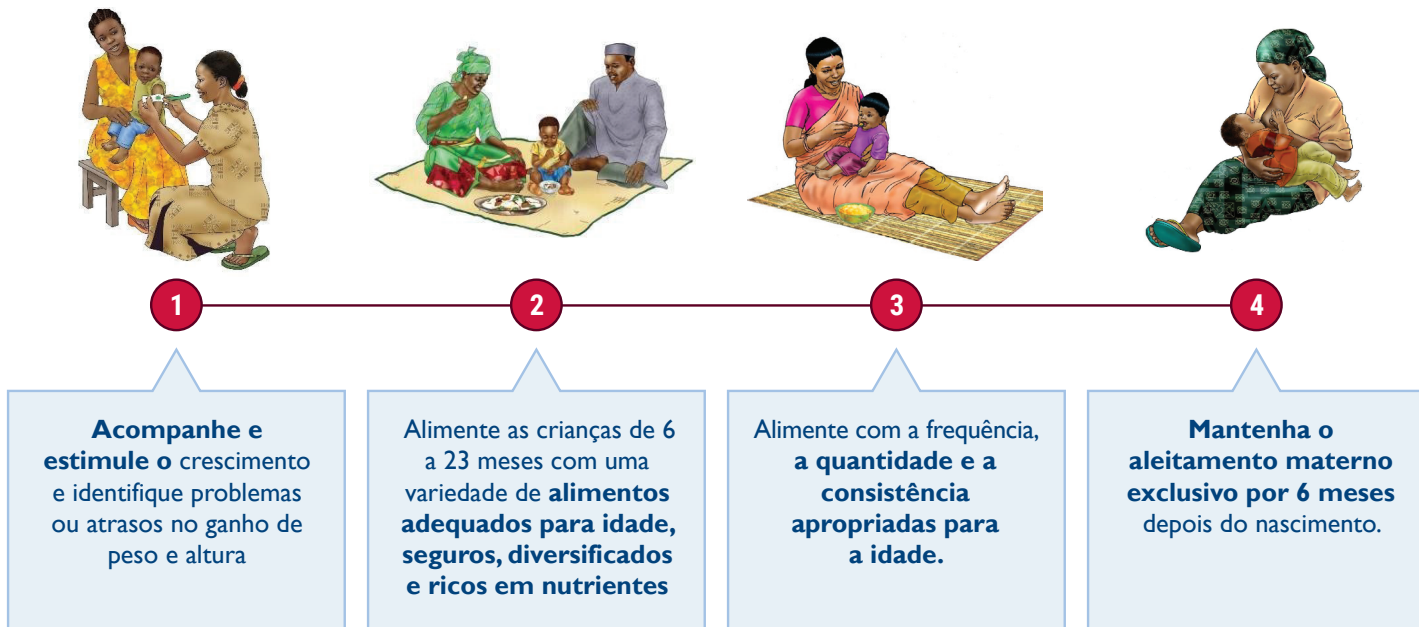 1
2
3
4
Acompanhe e
estimule o crescimento
e identifique problemas
ou atrasos no ganho de
peso e altura
Alimente as crianças de 6
a 23 meses com uma
variedade de alimentos
adequados para idade,
seguros, diversificados
e ricos em nutrientes
Alimente com a frequência,
a quantidade e a
consistência
apropriadas para
a idade.
Mantenha o
aleitamento materno
exclusivo por 6 meses
depois do nascimento.